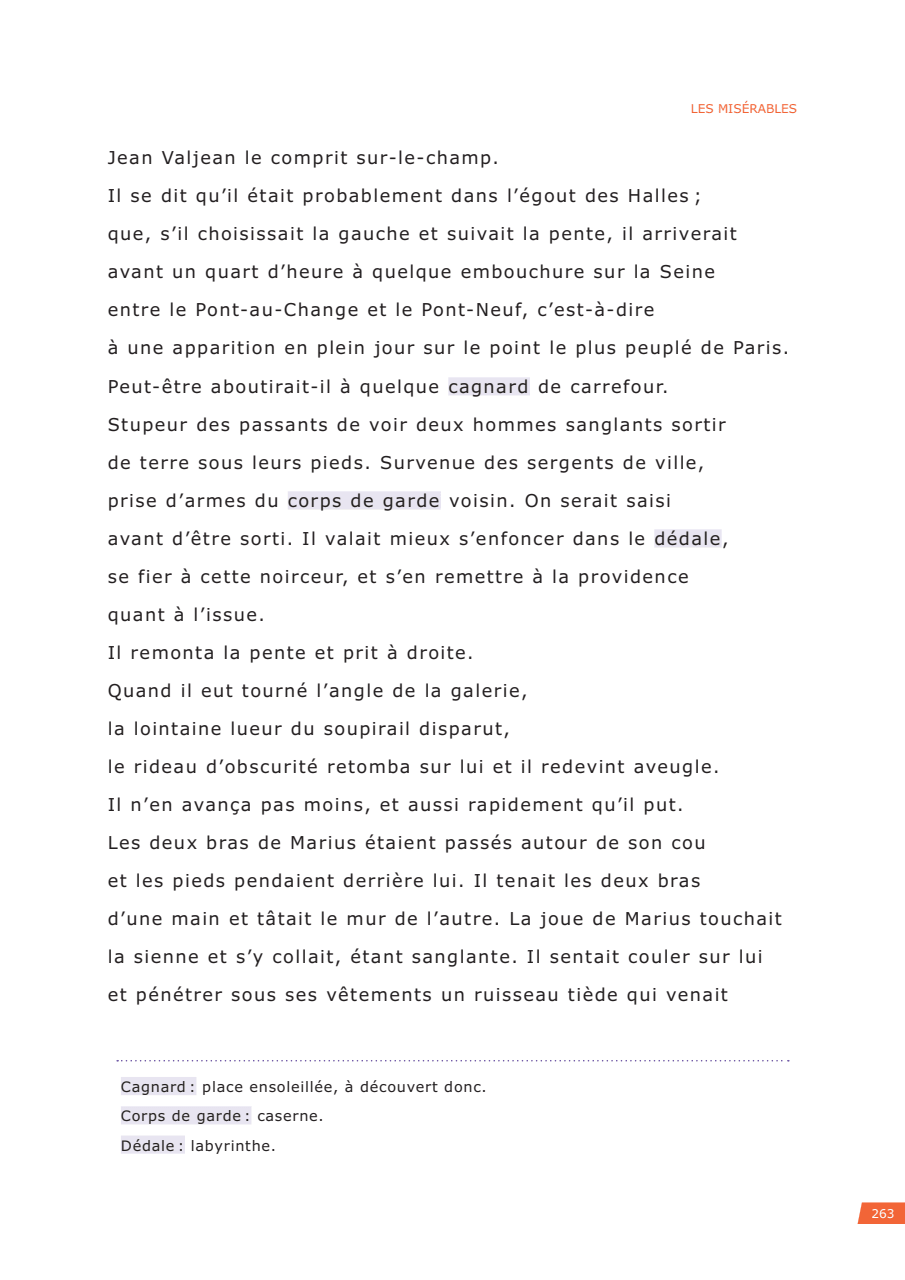 LES MISÉRABLES
Jean Valjean le comprit sur-le-champ.
Il se dit qu’il était probablement dans l’égout des Halles ;
que, s’il choisissait la gauche et suivait la pente, il arriverait
avant un quart d’heure à quelque embouchure sur la Seine
entre le Pont-au-Change et le Pont-Neuf, c’est-à-dire
à une apparition en plein jour sur le point le plus peuplé de Paris.
Peut-être aboutirait-il à quelque cagnard de carrefour.
Stupeur des passants de voir deux hommes sanglants sortir
de terre sous leurs pieds. Survenue des sergents de ville,
prise d’armes du corps de garde voisin. On serait saisi
avant d’être sorti. Il valait mieux s’enfoncer dans le dédale,
se fier à cette noirceur, et s’en remettre à la providence
quant à l’issue.
Il remonta la pente et prit à droite.
Quand il eut tourné l’angle de la galerie,
la lointaine lueur du soupirail disparut,
le rideau d’obscurité retomba sur lui et il redevint aveugle.
Il n’en avança pas moins, et aussi rapidement qu’il put.
Les deux bras de Marius étaient passés autour de son cou
et les pieds pendaient derrière lui. Il tenait les deux bras
d’une main et tâtait le mur de l’autre. La joue de Marius touchait
la sienne et s’y collait, étant sanglante. Il sentait couler sur lui
et pénétrer sous ses vêtements un ruisseau tiède qui venait
Cagnard : place ensoleillée, à découvert donc.
Corps de garde : caserne.
Dédale : labyrinthe.
263